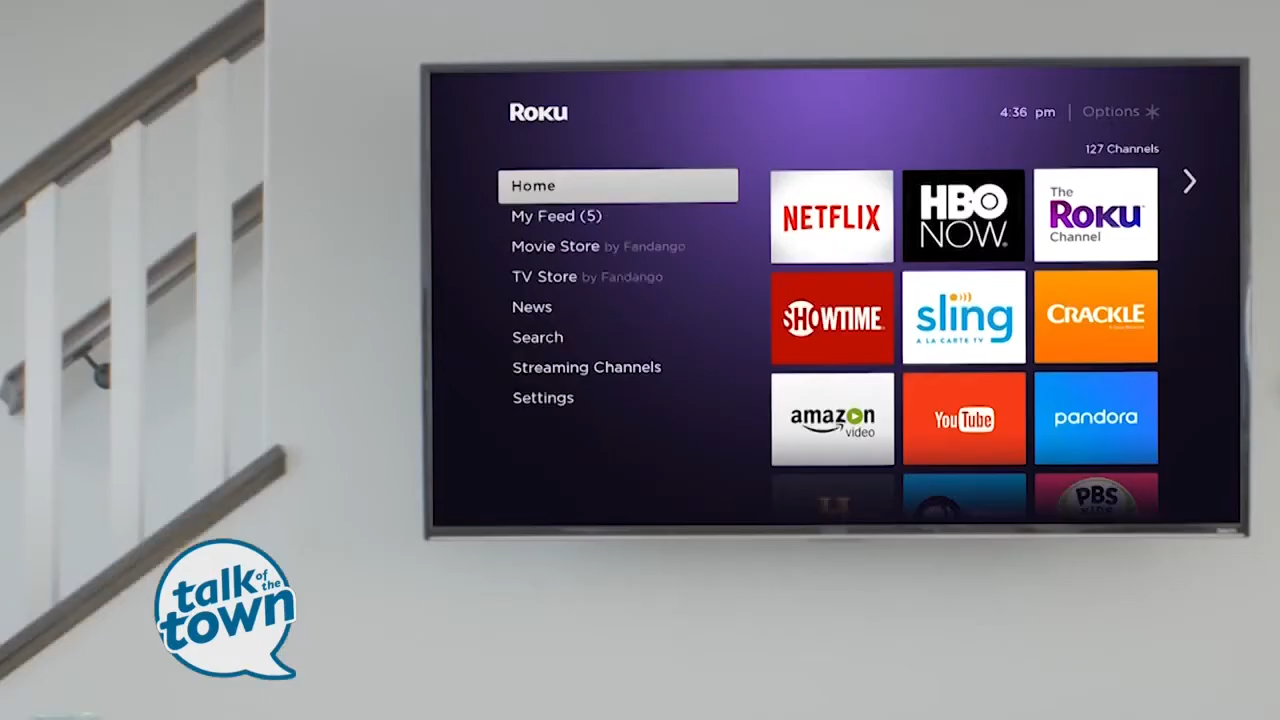 Roku
4:36 pm | Options
127 Channels
Home
My Feed (5)
Movie Store by Fandango
TV Store by Fandango
News
Search
Streaming Channels
Settings
NETFLIX
HBO
NOW.
The
Roku
Channel
SHOWTIME
sling
A LA CARTE TV
CRACKLE
amazon
video
YouTube
pandora
H
PBS
KIDS
talk of the
town